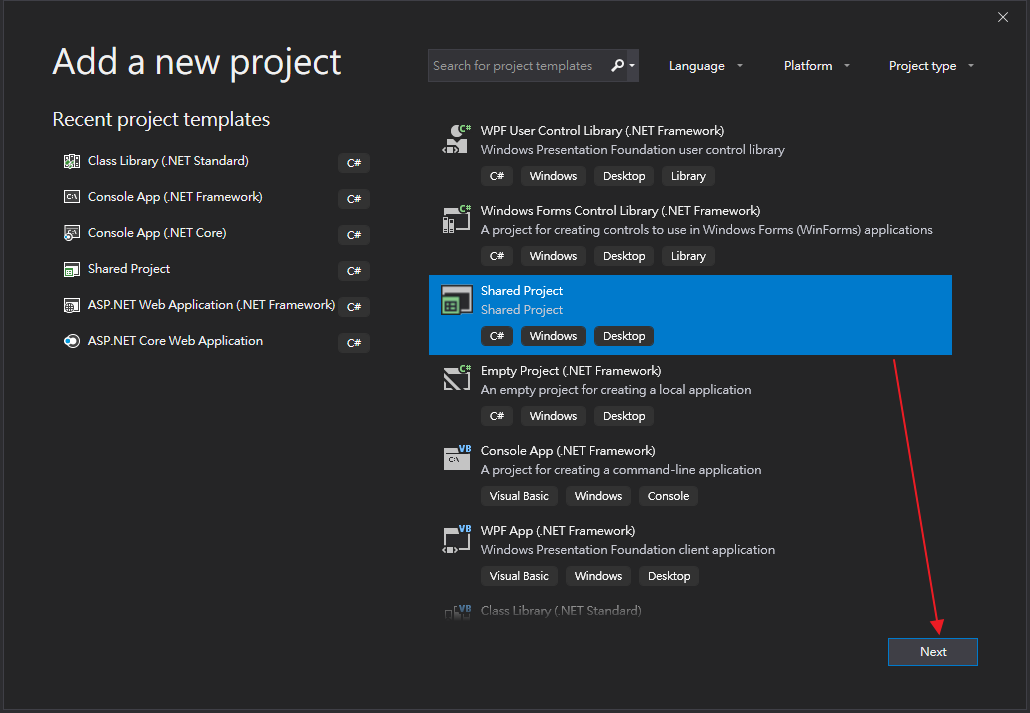 Add a new project
Search for project templates
Language
Platform
Project type
Recent project templates
Class Library (.NET Standard)
C#
Console App (.NET Framework)
C#
Console App (.NET Core)
C#
Shared Project
C#
ASP.NET Web Application (.NET Framework)
C#
ASP.NET Core Web Application
C#
C#
WPF User Control Library (.NET Framework)
Windows Presentation Foundation user control library
C# Windows Desktop Library
C#
Windows Forms Control Library (.NET Framework)
A project for creating controls to use in Windows Forms (WinForms) applications
C# Windows Desktop Library
Shared Project
Shared Project
C# Windows Desktop
C#
Empty Project (.NET Framework)
An empty project for creating a local application
C# Windows Desktop
VB
C:\
Console App (.NET Framework)
A project for creating a command-line application
Visual Basic Windows Console
VB
WPF App (.NET Framework)
Windows Presentation Foundation client application
Visual Basic Windows Desktop
VB
Class Library (.NET Standard)
Next